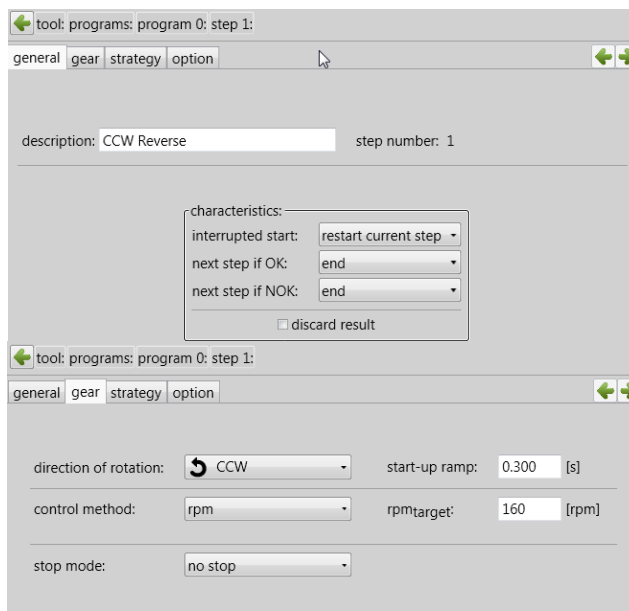 tool: programs: program 0: step 1:
general gear strategy option
description: CCW Reverse step number: 1
characteristics:
interrupted start: restart current step
next step if OK: end
next step if NOK: end
discard result
tool: programs: program 0: step 1:
general gear strategy option
direction of rotation: CCW start-up ramp: 0.300 [s]
control method: rpm rpmtarget: 160 [rpm]
stop mode: no stop